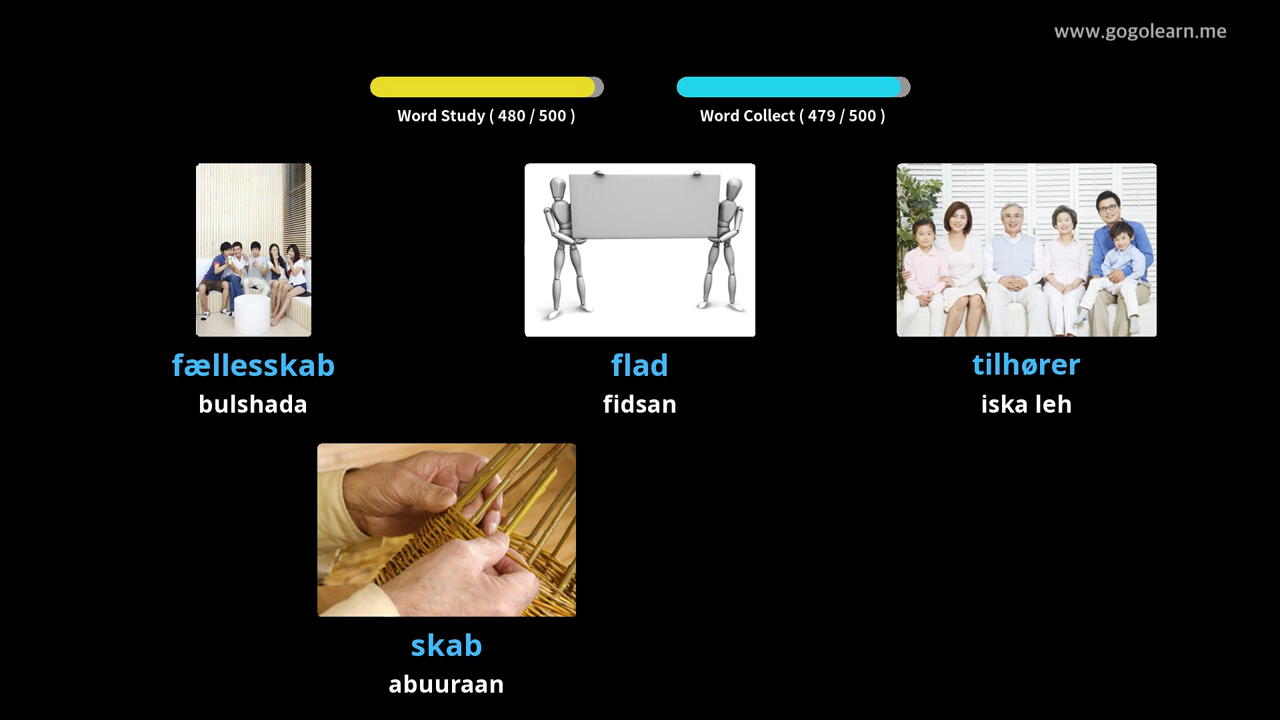 www.gogolearn.me
Word Study ( 480 / 500 )
Word Collect ( 479 / 500 )
fællesskab
bulshada
flad
fidsan
tilhører
iska leh
skab
abuuraan